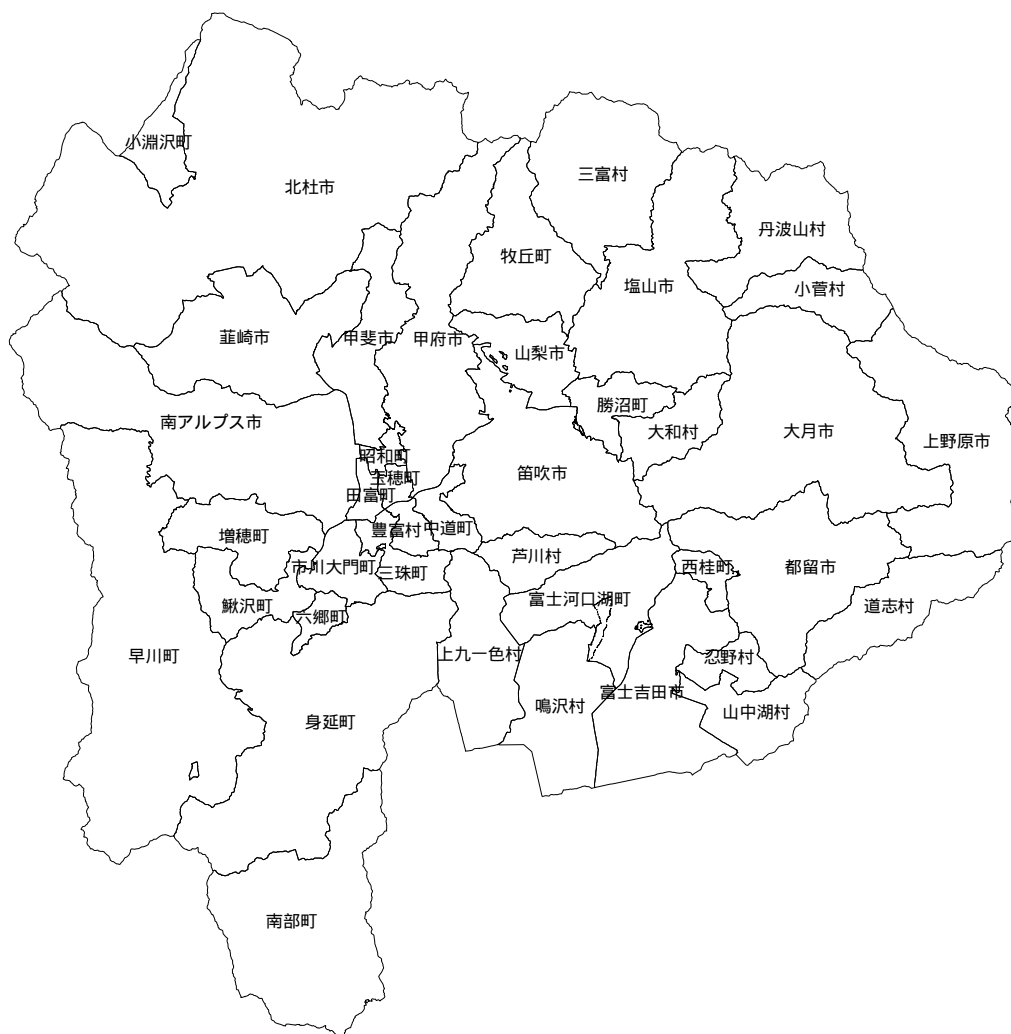 小淵沢町
三富村
北杜市
丹波山村
牧丘町
塩山市
小菅村
韮崎市
甲斐市
甲府市
山梨市
勝沼町
南アルプス市
大和村
大月市
上野原市
昭和町
玉穂町
笛吹市
田富町
豊富村
中道町
増穂町
芦川村
市川大門町
三珠町
西桂町
都留市
鰍沢町
六郷町
富士河口湖町
道志村
早川町
上九一色村
忍野村
富士吉田市
鳴沢村
山中湖村
身延町
南部町